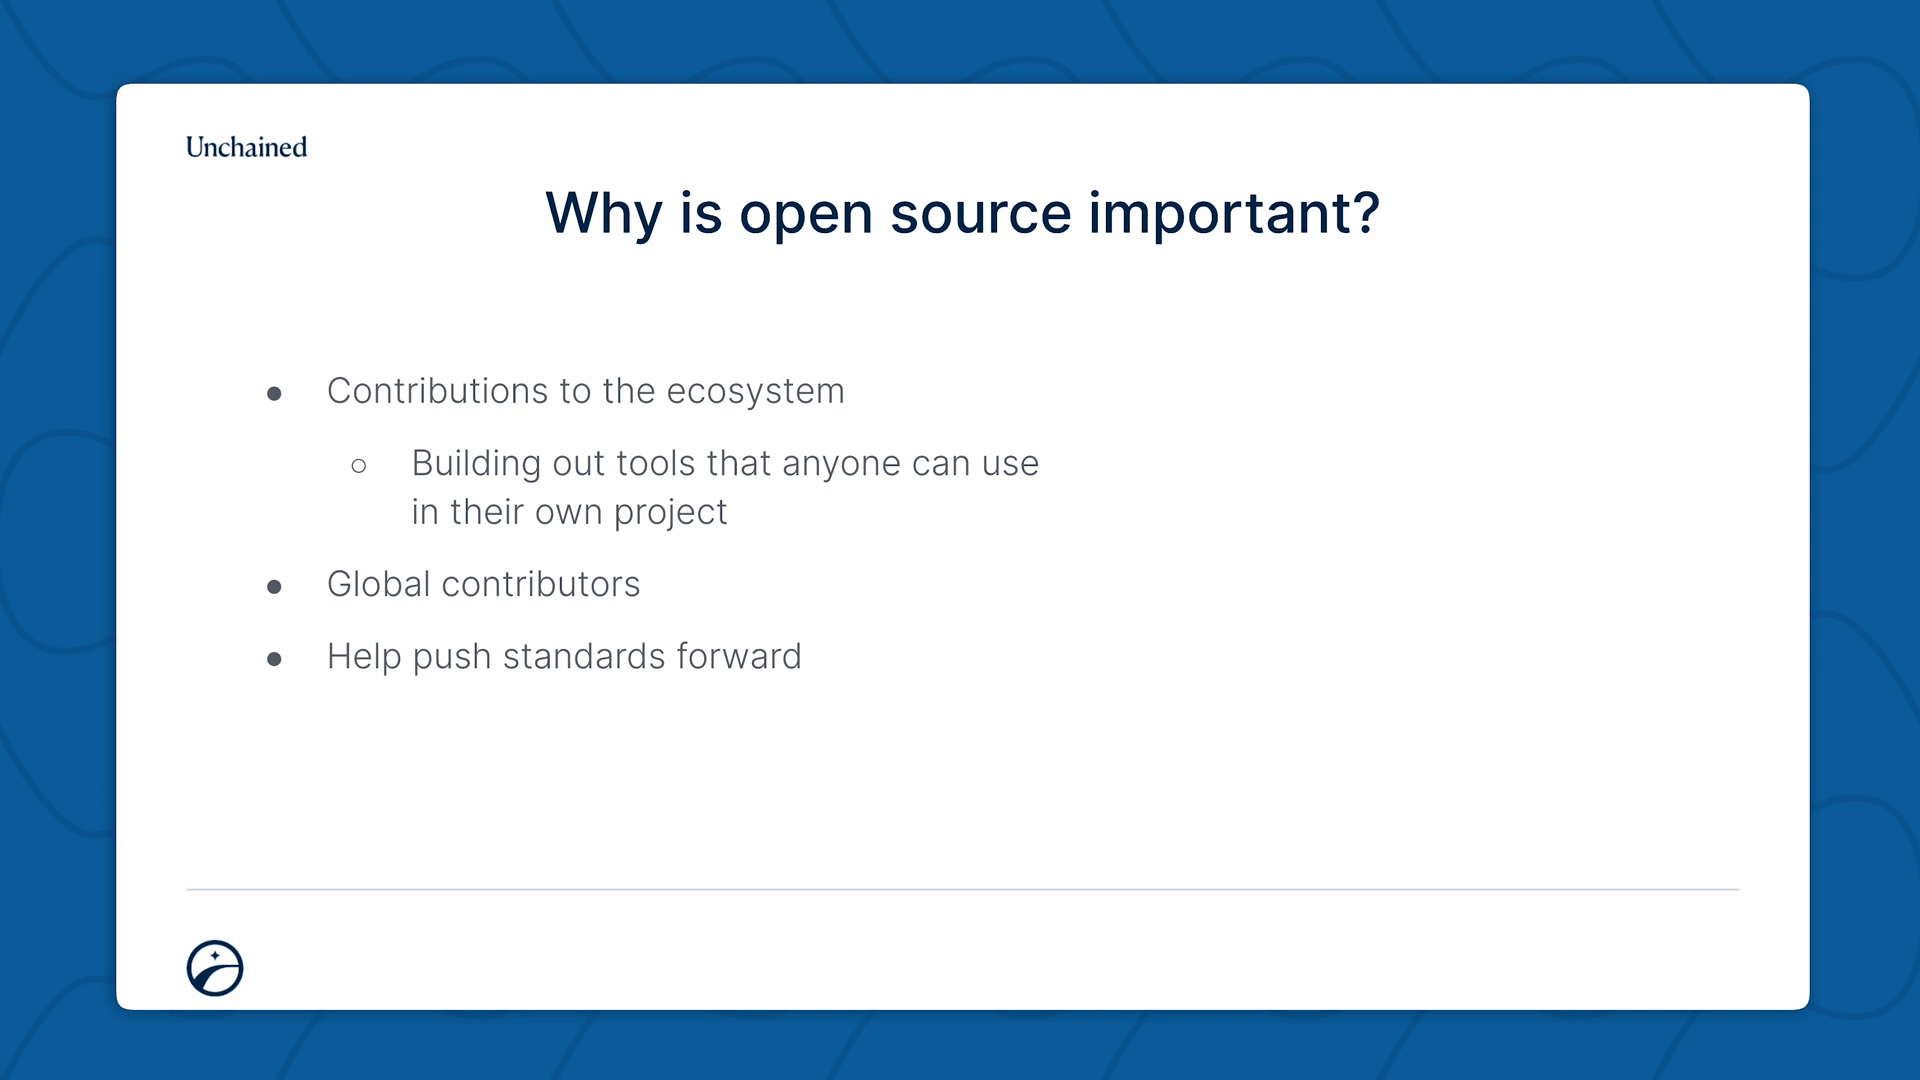 Unchained
Why is open source important?
● Contributions to the ecosystem
○ Building out tools that anyone can use
in their own project
● Global contributors
● Help push standards forward